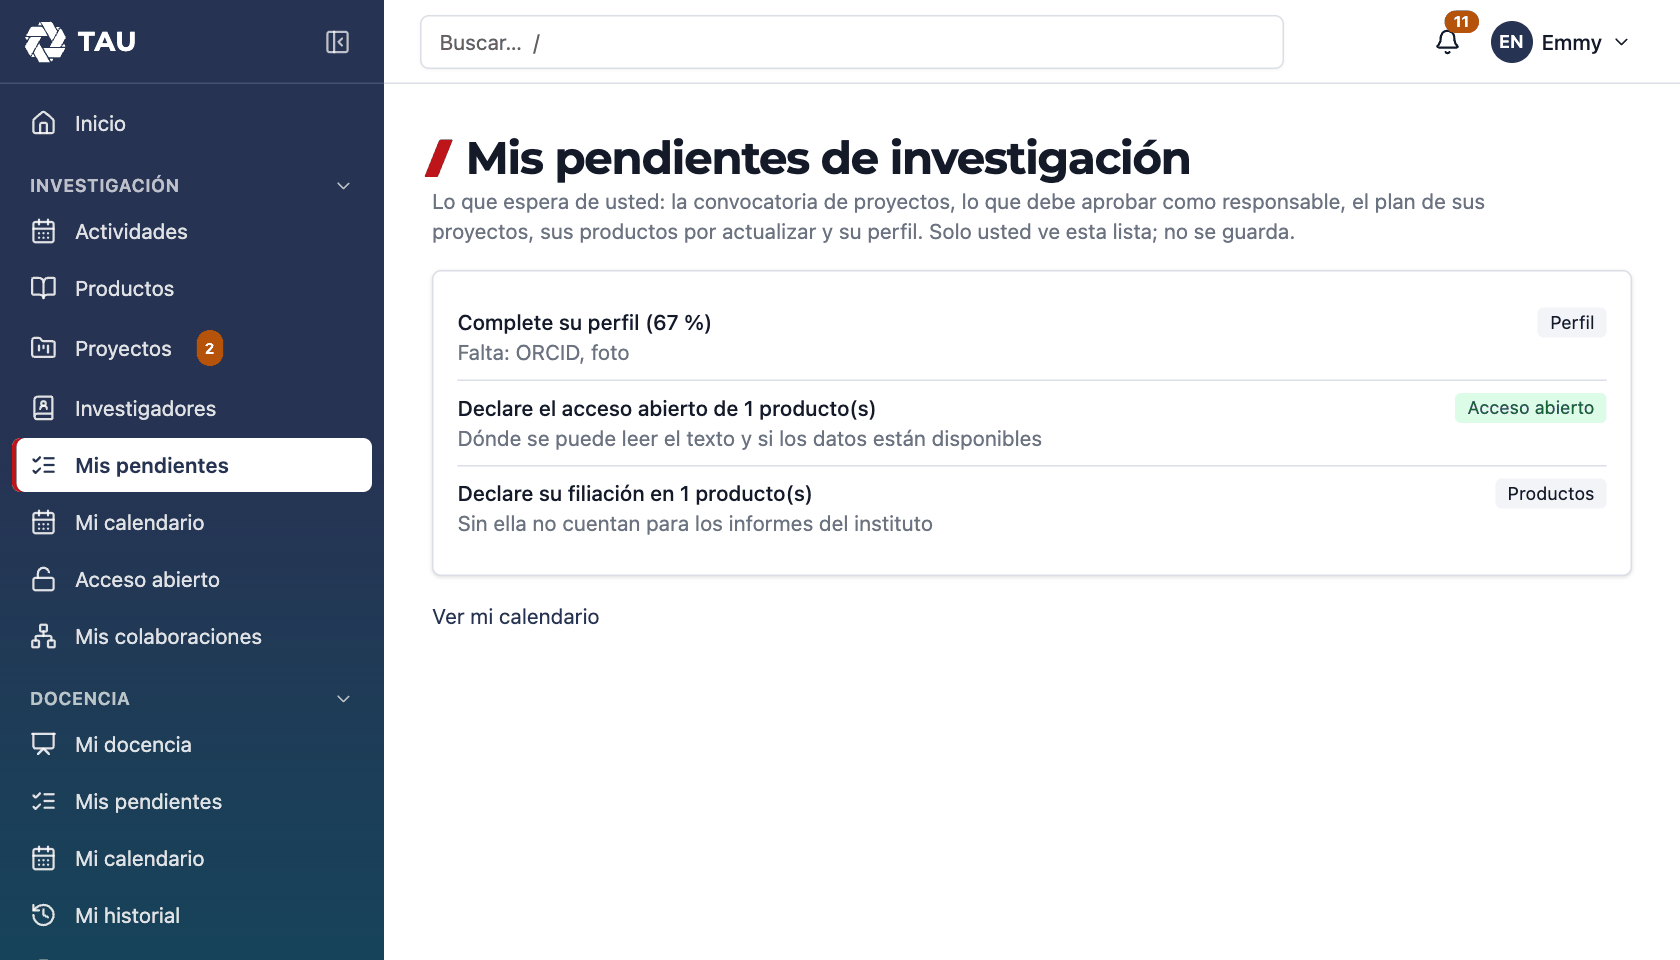 TAU
Buscar... /
11
EN
Emmy
Inicio
INVESTIGACIÓN
Actividades
Productos
Proyectos
2
Investigadores
Mis pendientes
Mi calendario
Acceso abierto
Mis colaboraciones
DOCENCIA
Mi docencia
Mis pendientes
Mi calendario
Mi historial
Mis pendientes de investigación
Lo que espera de usted: la convocatoria de proyectos, lo que debe aprobar como responsable, el plan de sus
proyectos, sus productos por actualizar y su perfil. Solo usted ve esta lista; no se guarda.
Complete su perfil (67 %)
Perfil
Falta: ORCID, foto
Declare el acceso abierto de 1 producto(s)
Acceso abierto
Dónde se puede leer el texto y si los datos están disponibles
Declare su filiación en 1 producto(s)
Productos
Sin ella no cuentan para los informes del instituto
Ver mi calendario